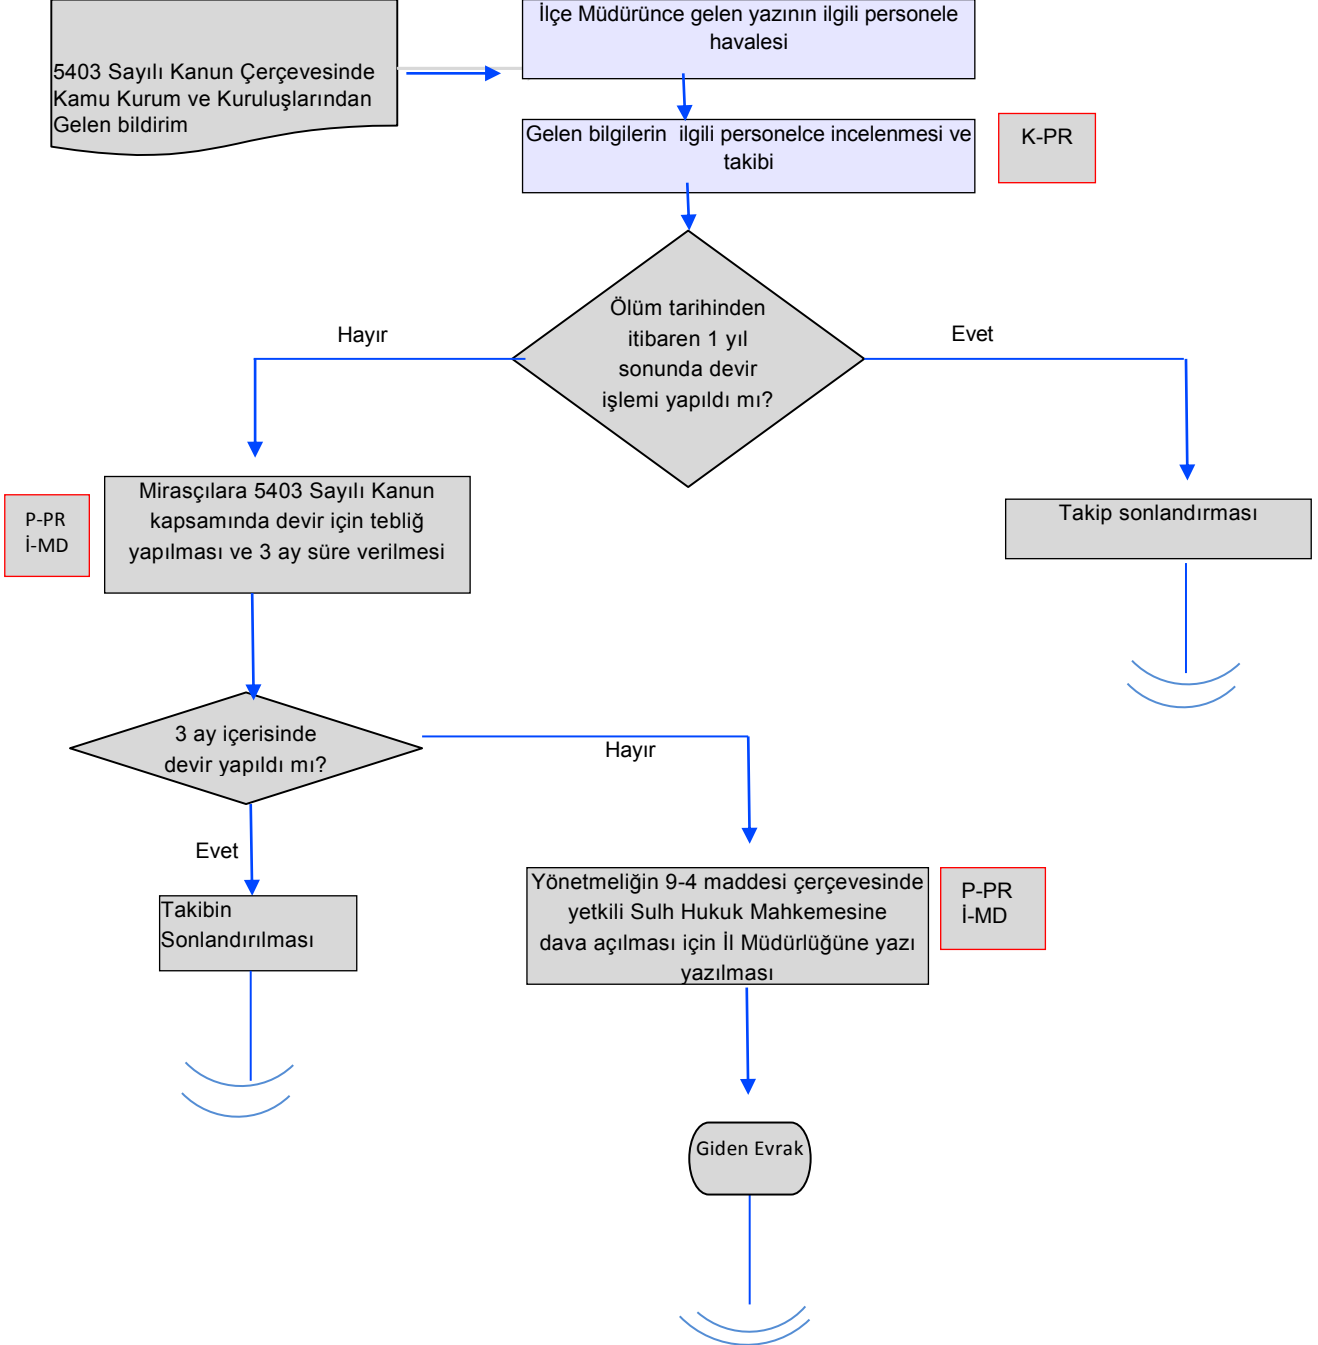 İlçe Müdürünce gelen yazının ilgili personele
havalesi
5403 Sayılı Kanun Çerçevesinde
Kamu Kurum ve Kuruluşlarından
Gelen bildirim
Gelen bilgilerin ilgili personelce incelenmesi ve
takibi
K-PR
Ölüm tarihinden
itibaren 1 yıl
sonunda devir
işlemi yapıldı mı?
Hayır
Evet
Mirasçılara 5403 Sayılı Kanun
kapsamında devir için tebliğ
yapılması ve 3 ay süre verilmesi
P-PR
İ-MD
Takip sonlandırması
3 ay içerisinde
devir yapıldı mı?
Hayır
Evet
Takibin
Sonlandırılması
Yönetmeliğin 9-4 maddesi çerçevesinde
yetkili Sulh Hukuk Mahkemesine
dava açılması için İl Müdürlüğüne yazı
yazılması
P-PR
İ-MD
Giden Evrak